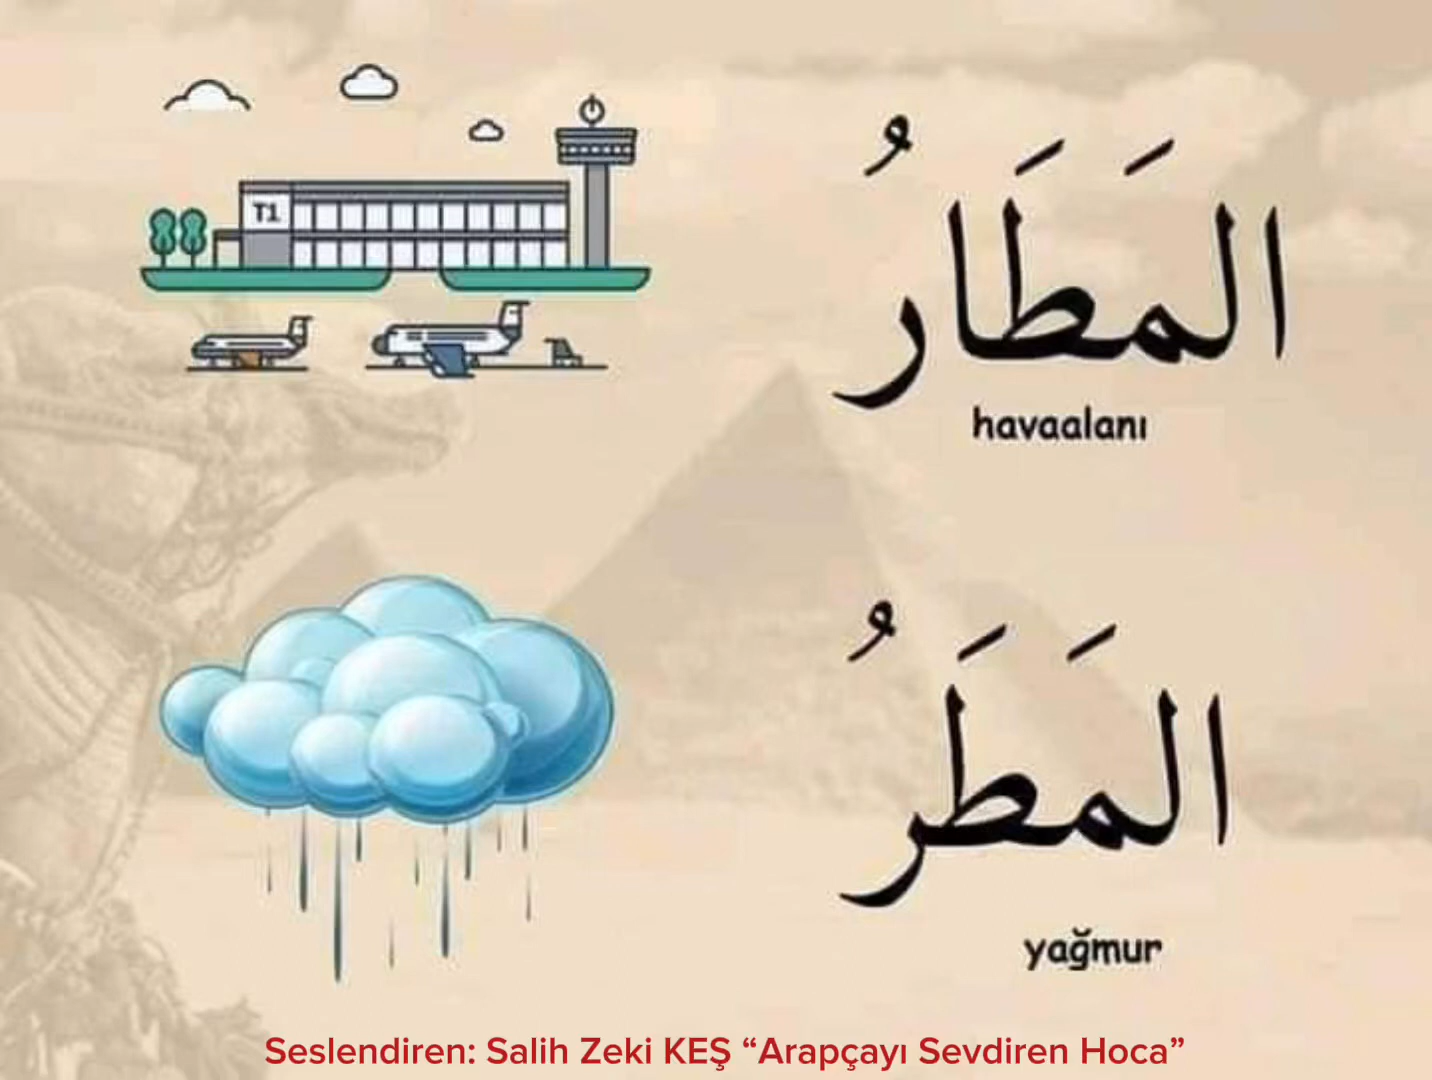 T1
المَطَارُ
havaalanı
المَطَرُ
yağmur
Seslendiren: Salih Zeki KEŞ “Arapçayı Sevdiren Hoca”